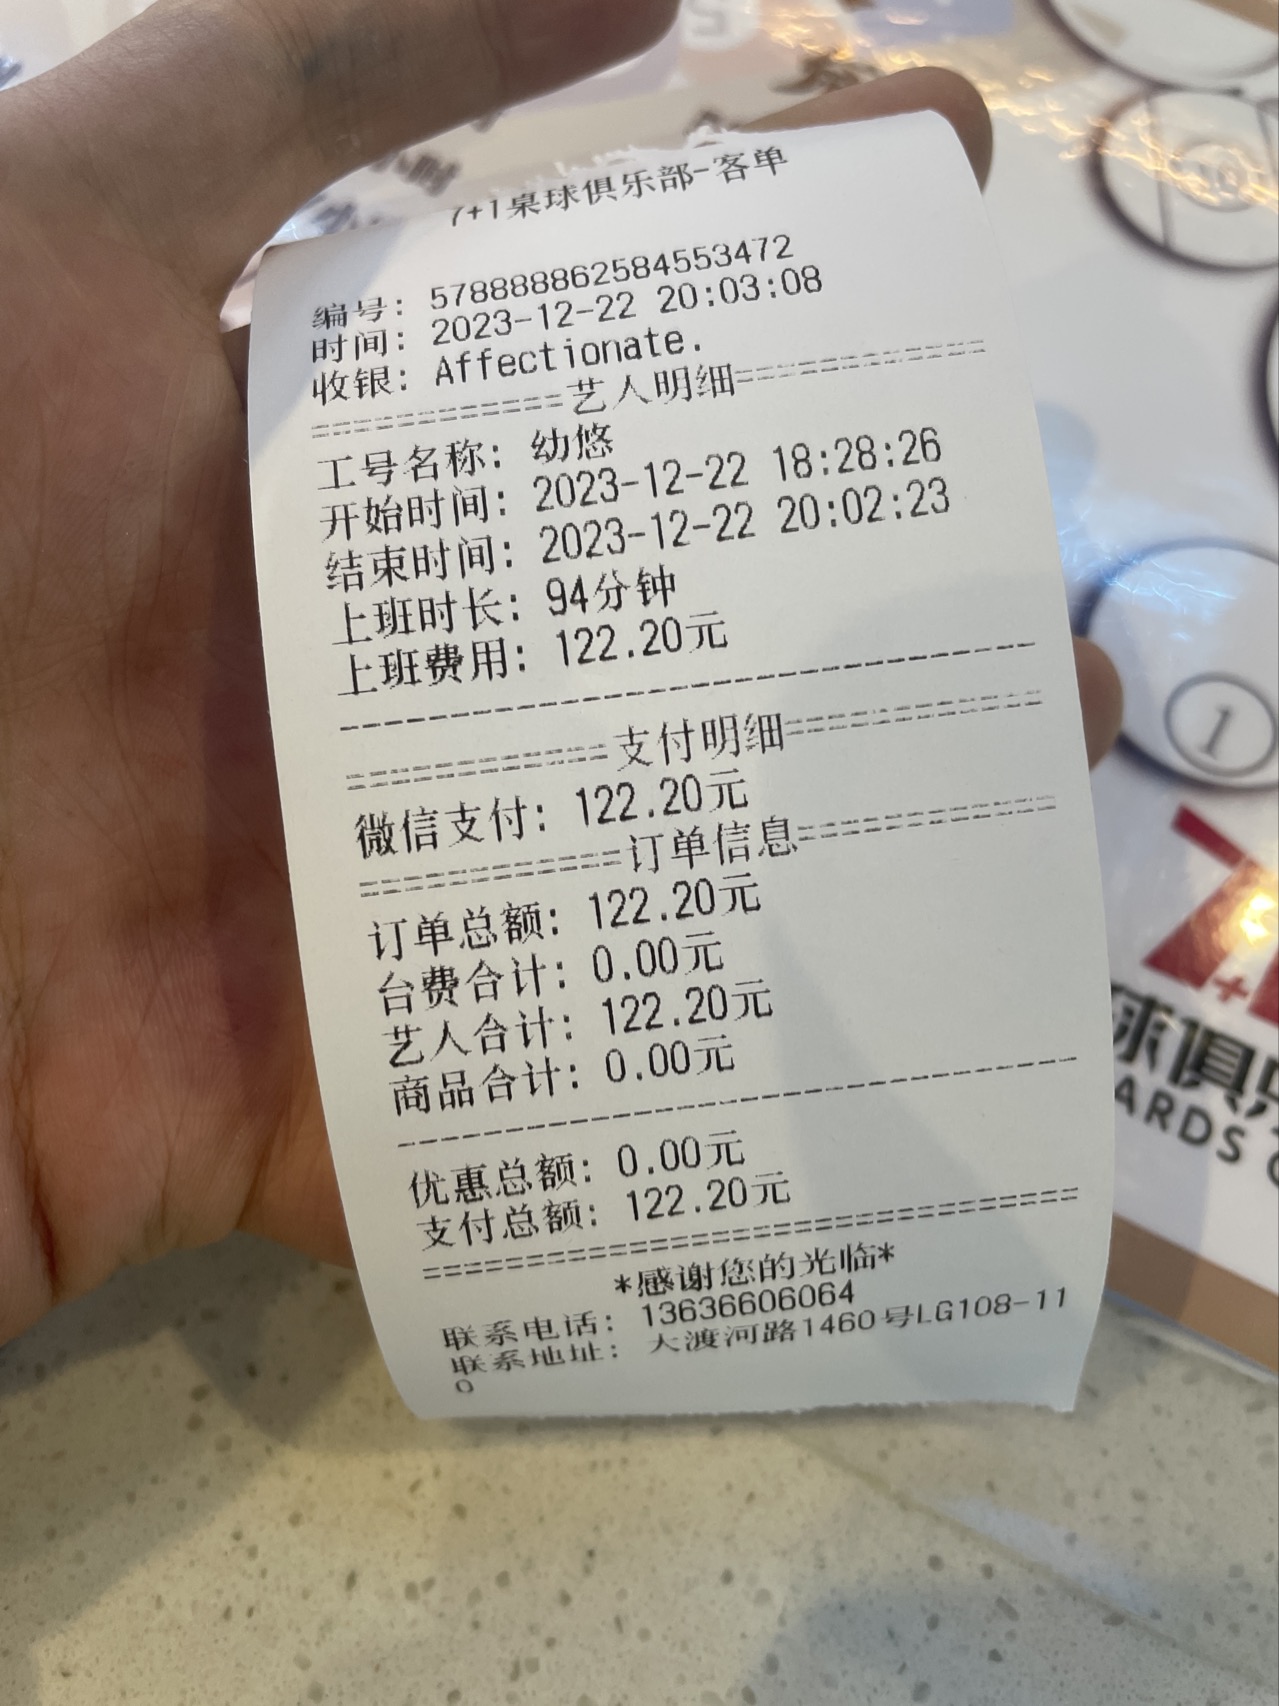 7+1桌球俱乐部-客单
编号: 578888862584553472
时间: 2023-12-22 20:03:08
收银: Affectionate.
============艺人明细============
工号名称: 幼悠
开始时间: 2023-12-22 18:28:26
结束时间: 2023-12-22 20:02:23
上班时长: 94分钟
上班费用: 122.20元
--------------------------------
============支付明细============
微信支付: 122.20元
============订单信息============
订单总额: 122.20元
台费合计: 0.00元
艺人合计: 122.20元
商品合计: 0.00元
--------------------------------
优惠总额: 0.00元
支付总额: 122.20元
================================
*感谢您的光临*
联系电话: 13636606064
联系地址: 大渡河路1460号LG108-11
0
1
球俱
ARDS